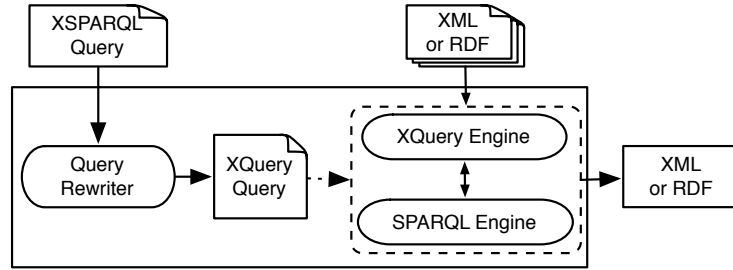 XSPARQL
Query
XML
or RDF
Query
Rewriter
XQuery
Query
XQuery Engine
SPARQL Engine
XML
or RDF